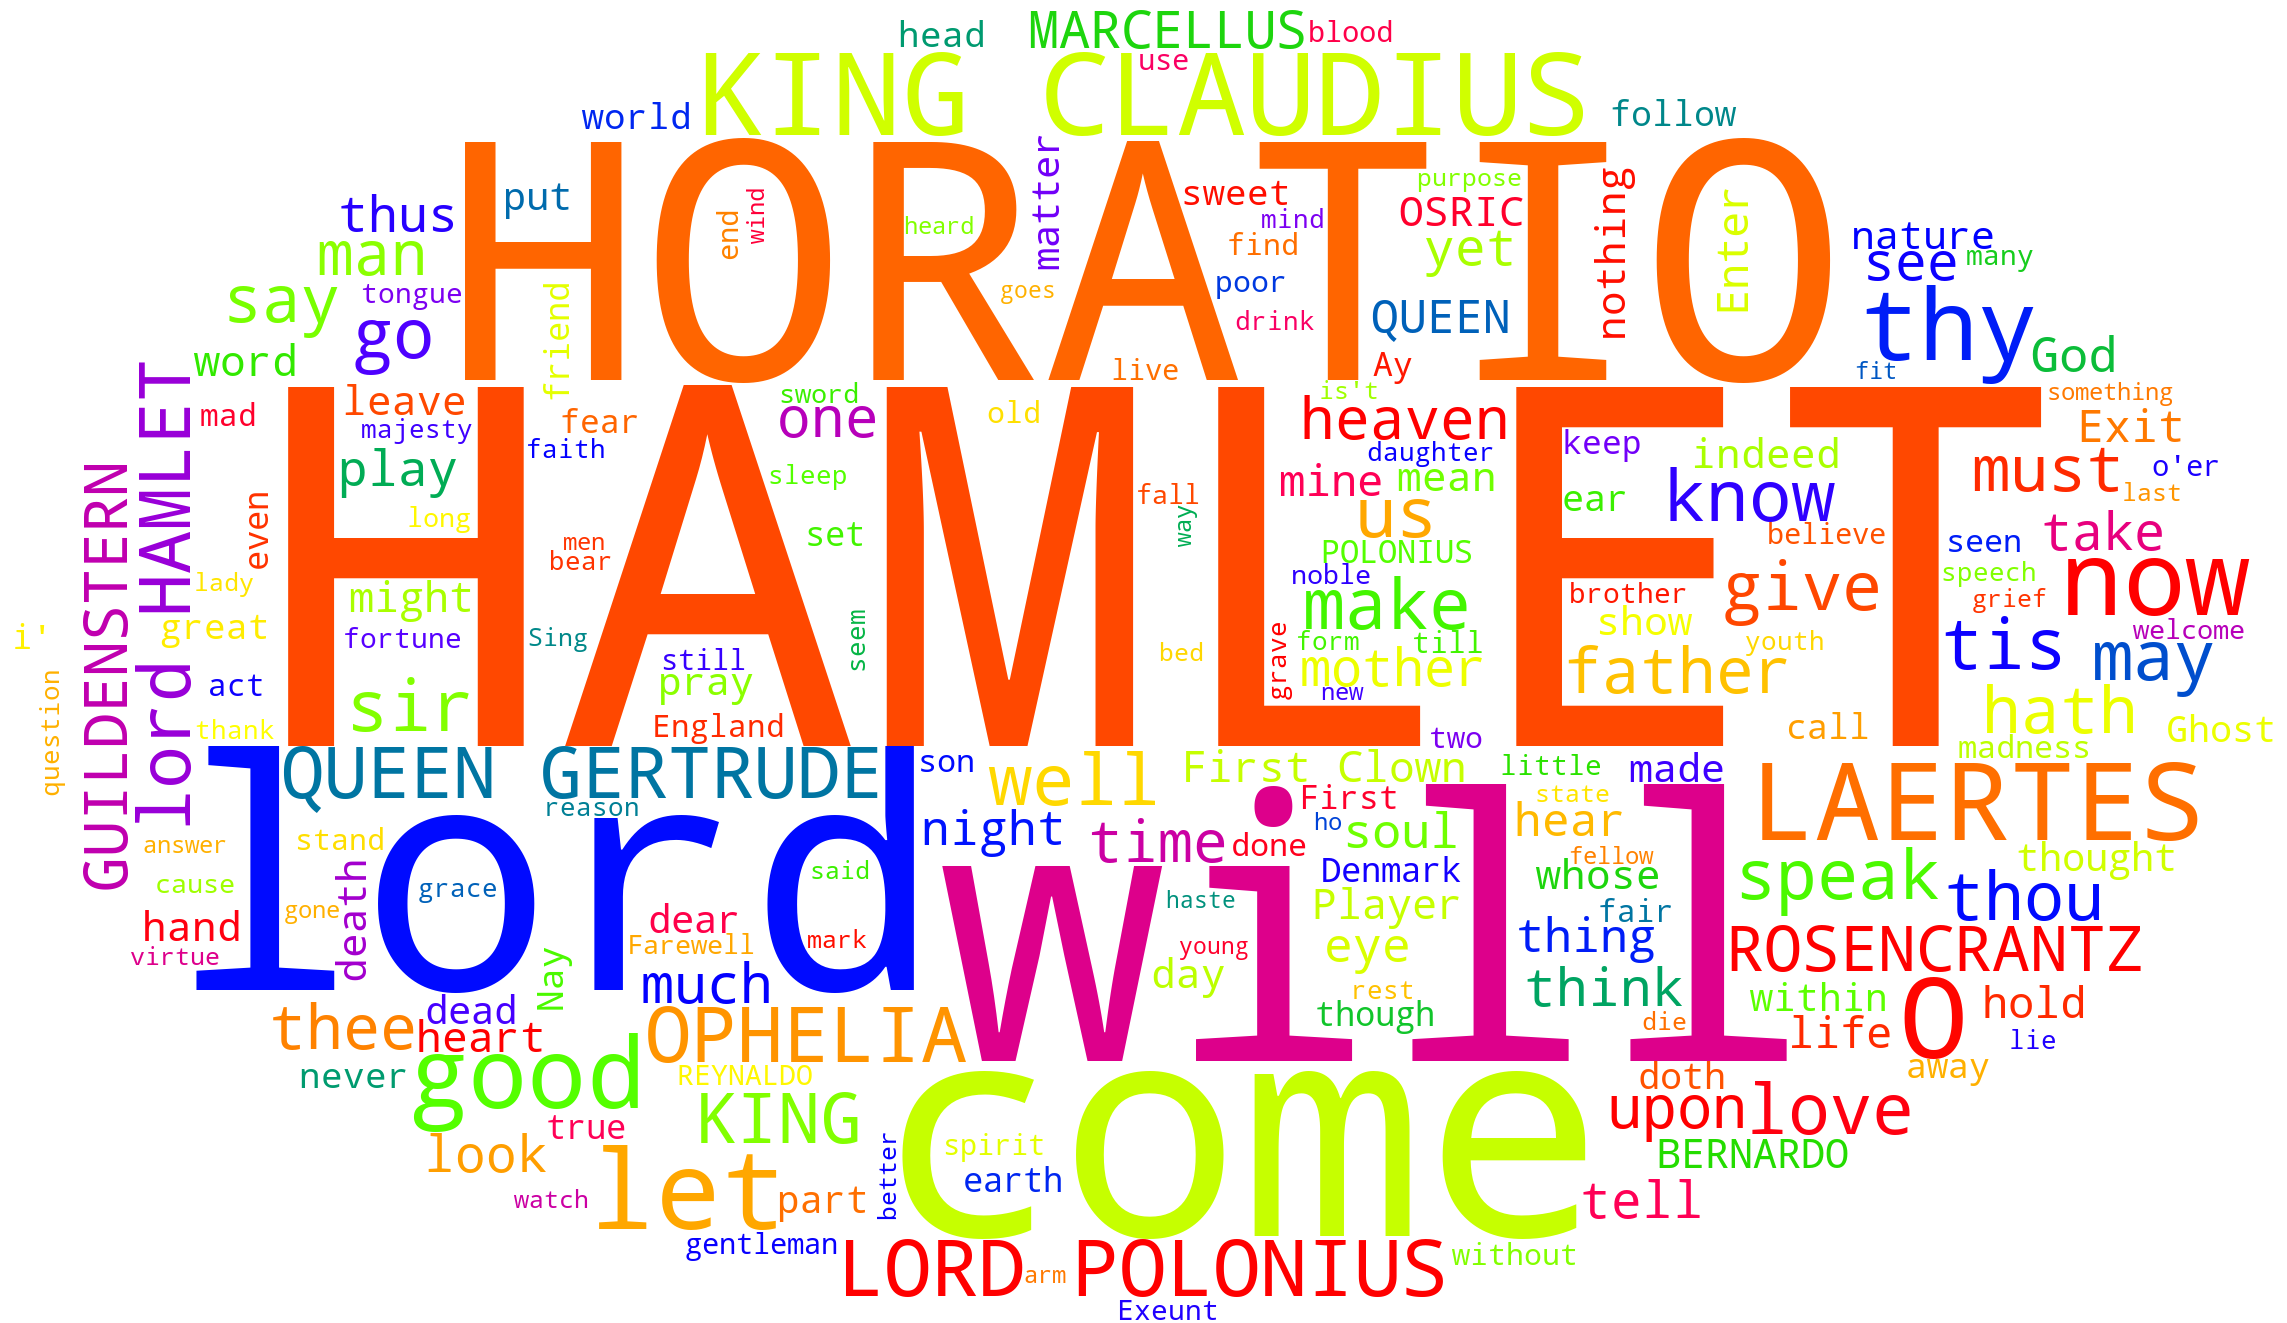 MARCELLUS
head
blood
use
KING CLAUDIUS
world
follow
HORATIO
put
thus
man
say
tongue
go
word
friend
end
wind
heard
matter
goes
sweet
mind
find
poor
drink
live
purpose
OSRIC
yet
QUEEN
Ay
nothing
Enter
nature
see
many
thy
God
fit
something
Exit
is't
HAMLET
lord HAMLET
GUILDENSTERN
mad
leave
majesty
play
fear
faith
even
long
men
bear
sword
one
sleep
set
old
fall
way
heaven
daughter
mine
mean
us
POLONIUS
noble
make
form
till
mother
new
grave
keep
ear
indeed
know
believe
give
brother
show
youth
father
call
must
o'er
last
seen
take
speech
grief
now
welcome
tis
may
hath
Ghost
madness
lady
might
great
fortune
Sing
i'
question
act
sir
thank
still
pray
England
seem
bed
two
lord
QUEEN GERTRUDE
reason
son
well
night
First Clown
little
made
First
state
time
done
ho
soul
hear
fellow
LAERTES
thought
answer
stand
cause
death
grace
gone
hand
virtue
said
dear
Farewell
mark
much
will
haste
young
day
Denmark
Player
eye
rest
though
whose
fair
thing
think
die
speak
thou
ROSENCRANTZ
within
O
hold
life
lie
away
thee
dead
heart
Nay
never
good
OPHELIA
REYNALDO
KING
true
look
watch
let
part
better
gentleman
come
spirit
earth
doth
upon
love
BERNARDO
tell
LORD POLONIUS
arm
without
Exeunt